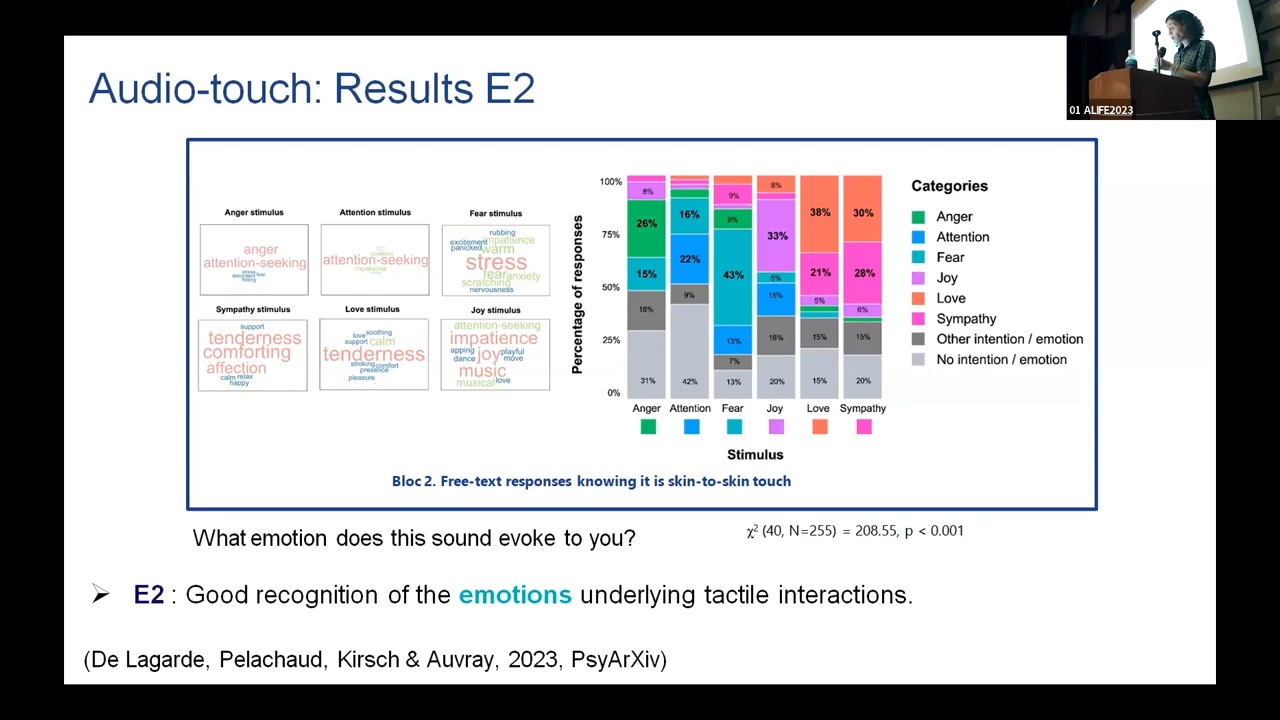 Audio-touch: Results E2
01 ALIFE2023
Anger stimulus
anger
attention-seeking
stress
discontent fear
hitting
Attention stimulus
attention-seeking
impatience
Fear stimulus
rubbing
excitement impatience
panicked warm
stress
fear anxiety
scratching
nervousness
Sympathy stimulus
support
tenderness
comforting
affection
calm relax
happy
Love stimulus
love soothing
support calm
tenderness
stroking comfort
presence
pleasure
Joy stimulus
attention-seeking
impatience
apping joy playful
dance move
music
musical love
Percentage of responses
100%
75%
50%
25%
0%
8%
26%
15%
18%
31%
16%
22%
9%
42%
9%
9%
43%
13%
7%
13%
8%
33%
5%
15%
18%
20%
38%
21%
5%
15%
15%
30%
28%
6%
15%
20%
Anger Attention Fear Joy Love Sympathy
Stimulus
Categories
Anger
Attention
Fear
Joy
Love
Sympathy
Other intention / emotion
No intention / emotion
Bloc 2. Free-text responses knowing it is skin-to-skin touch
What emotion does this sound evoke to you?
χ² (40, N=255) = 208.55, p < 0.001
➢ E2 : Good recognition of the emotions underlying tactile interactions.
(De Lagarde, Pelachaud, Kirsch & Auvray, 2023, PsyArXiv)